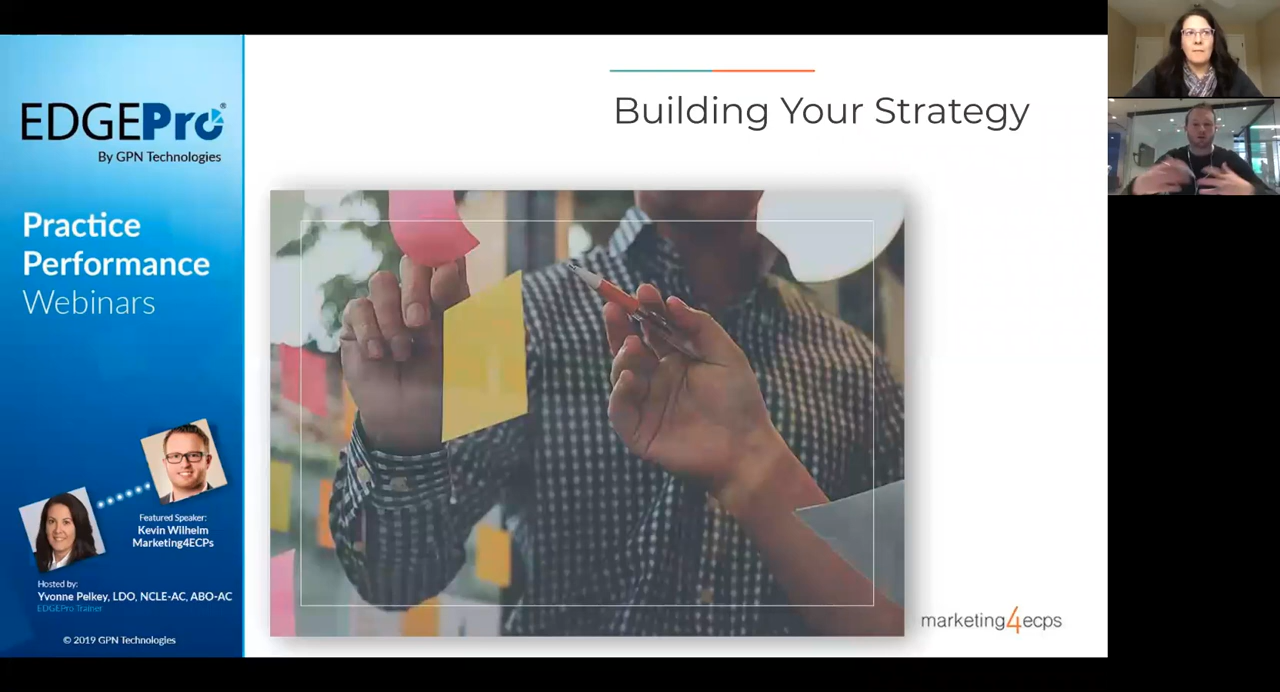 EDGEPro®
By GPN Technologies
Practice
Performance
Webinars
Featured Speaker:
Kevin Wilhelm
Marketing4ECPs
Hosted by:
Yvonne Pelkey, LDO, NCLE-AC, ABO-AC
EDGEPro Trainer
© 2019 GPN Technologies
Building Your Strategy
marketing4ecps